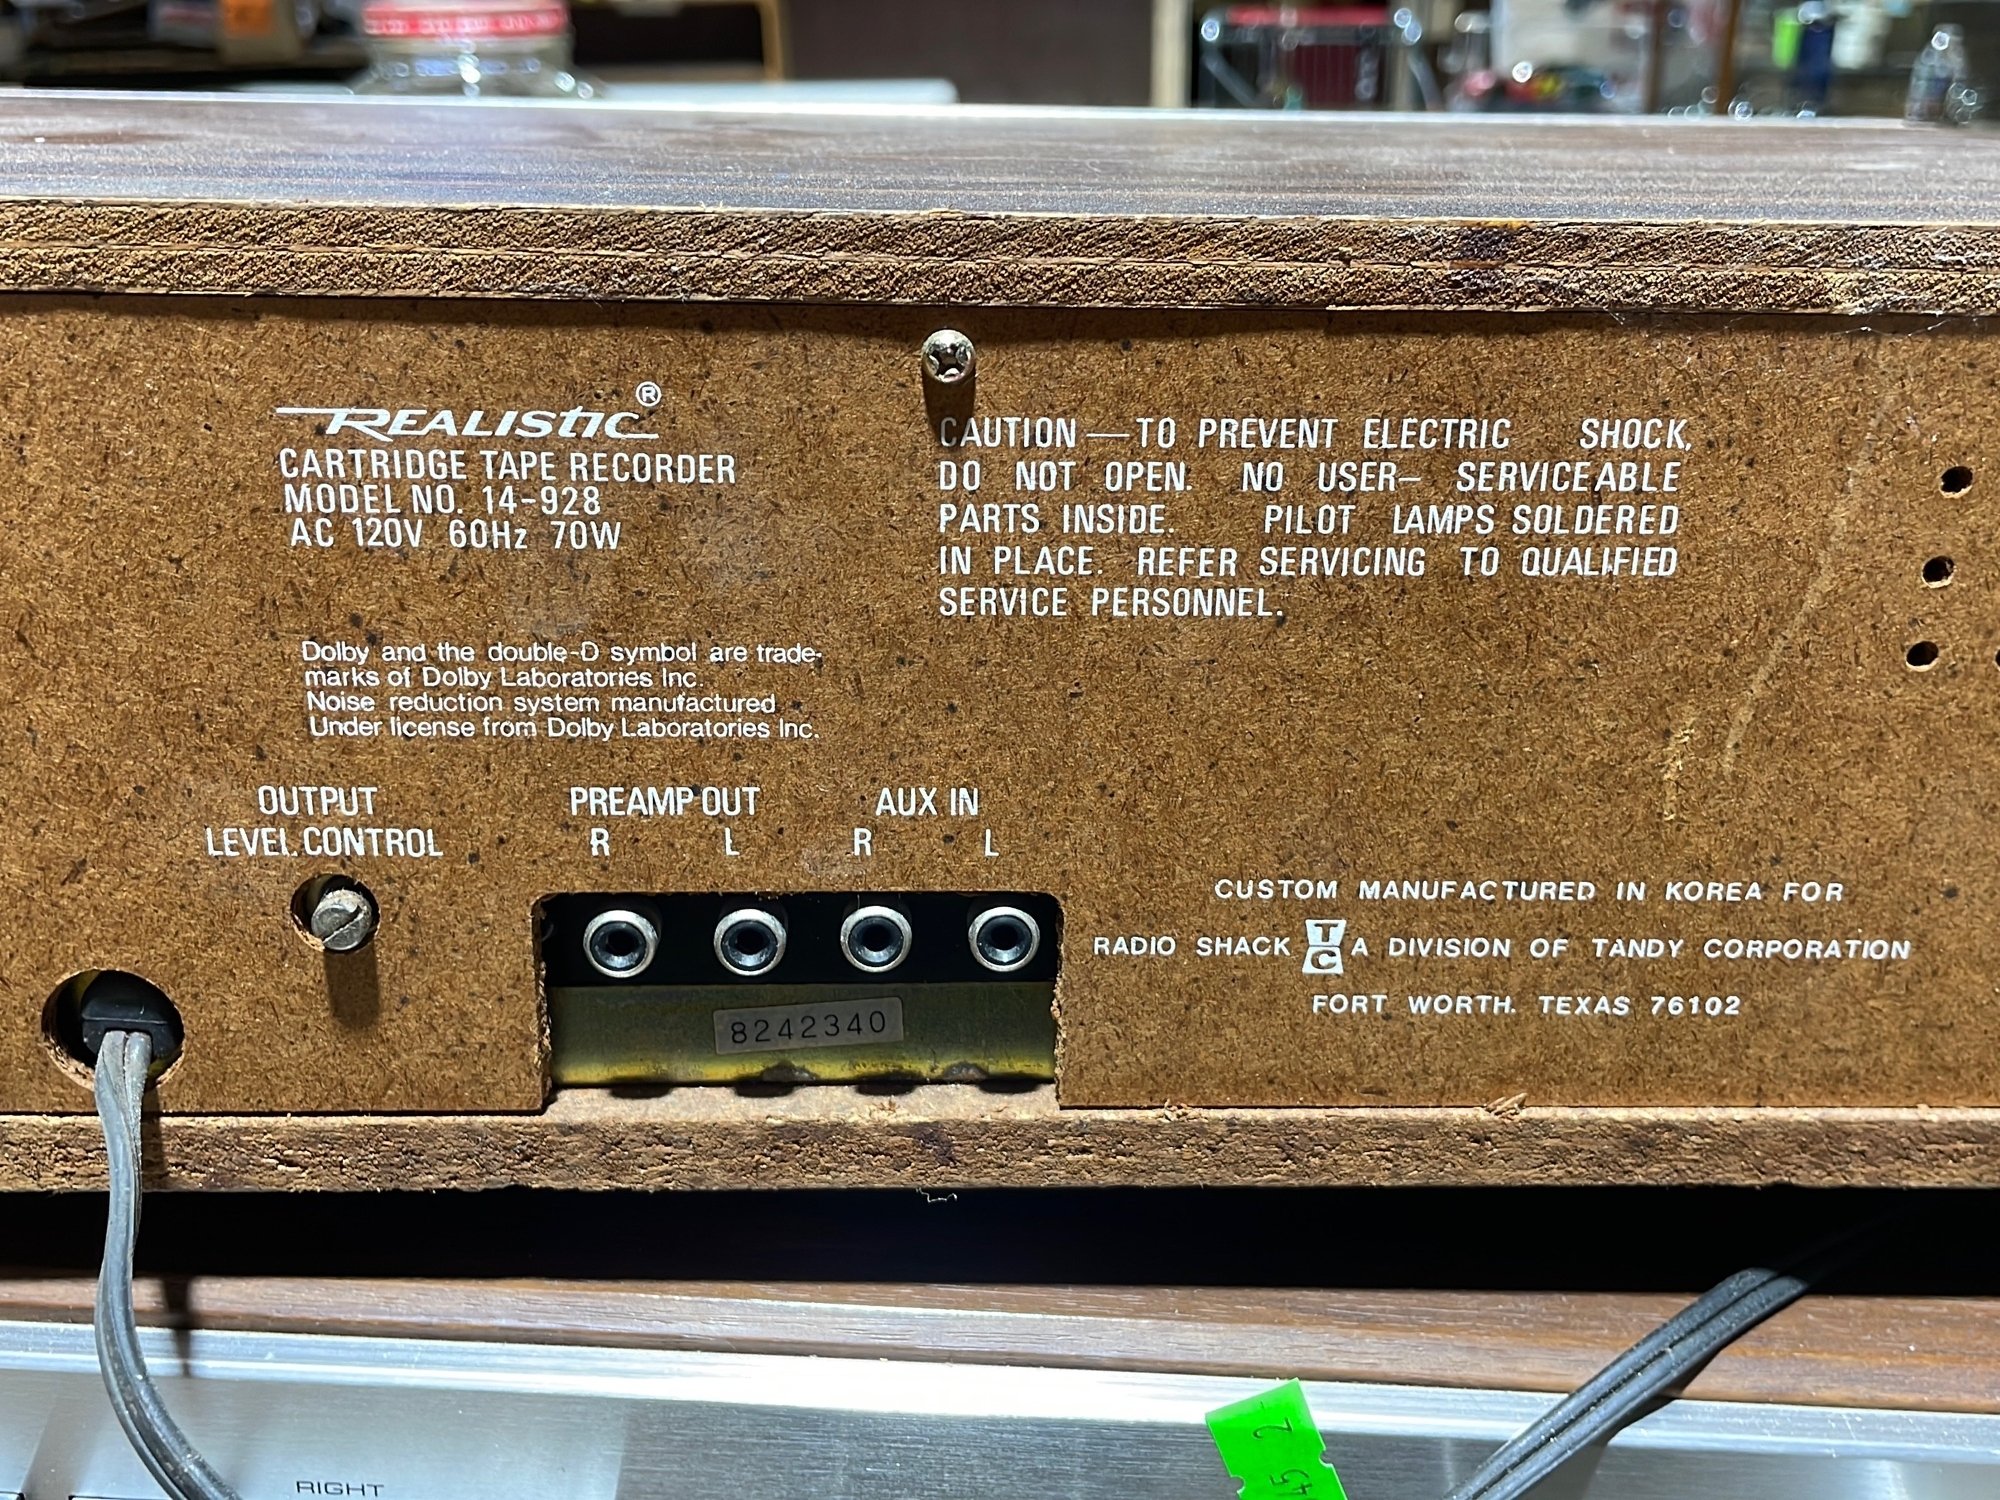 REALISTIC®
CARTRIDGE TAPE RECORDER
MODEL NO. 14-928
AC 120V 60Hz 70W
CAUTION — TO PREVENT ELECTRIC SHOCK,
DO NOT OPEN. NO USER- SERVICEABLE
PARTS INSIDE. PILOT LAMPS SOLDERED
IN PLACE. REFER SERVICING TO QUALIFIED
SERVICE PERSONNEL.
Dolby and the double-D symbol are trade-
marks of Dolby Laboratories Inc.
Noise reduction system manufactured
Under license from Dolby Laboratories Inc.
OUTPUT
LEVEL CONTROL
PREAMP OUT
R L
AUX IN
R L
8242340
CUSTOM MANUFACTURED IN KOREA FOR
RADIO SHACK TC A DIVISION OF TANDY CORPORATION
FORT WORTH. TEXAS 76102
RIGHT
45 2